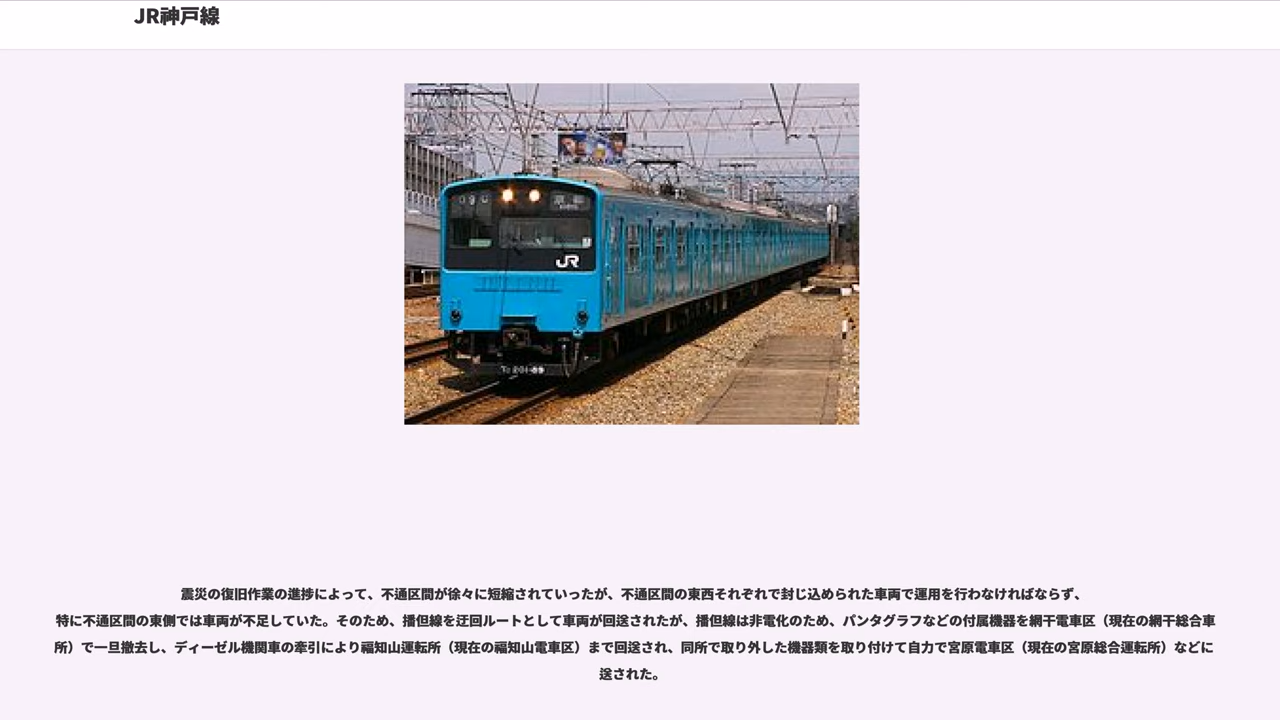 JR神戸線
JR
震災の復旧作業の進捗によって、不通区間が徐々に短縮されていったが、不通区間の東西それぞれで封じ込められた車両で運用を行わなければならず、
特に不通区間の東側では車両が不足していた。そのため、播但線を迂回ルートとして車両が回送されたが、播但線は非電化のため、パンタグラフなどの付属機器を網干電車区（現在の網干総合車
所）で一旦撤去し、ディーゼル機関車の牽引により福知山運転所（現在の福知山電車区）まで回送され、同所で取り外した機器類を取り付けて自力で宮原電車区（現在の宮原総合運転所）などに
送された。